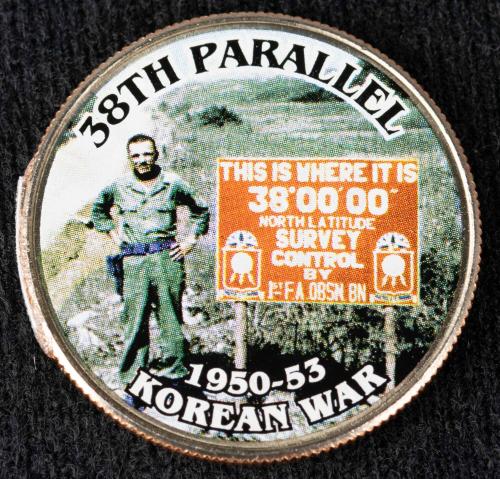 38TH PARALLEL
THIS IS WHERE IT IS
38°00'00"
NORTH LATITUDE
SURVEY
CONTROL
BY
1ST F.A. OBSN. BN
1950-53
KOREAN WAR